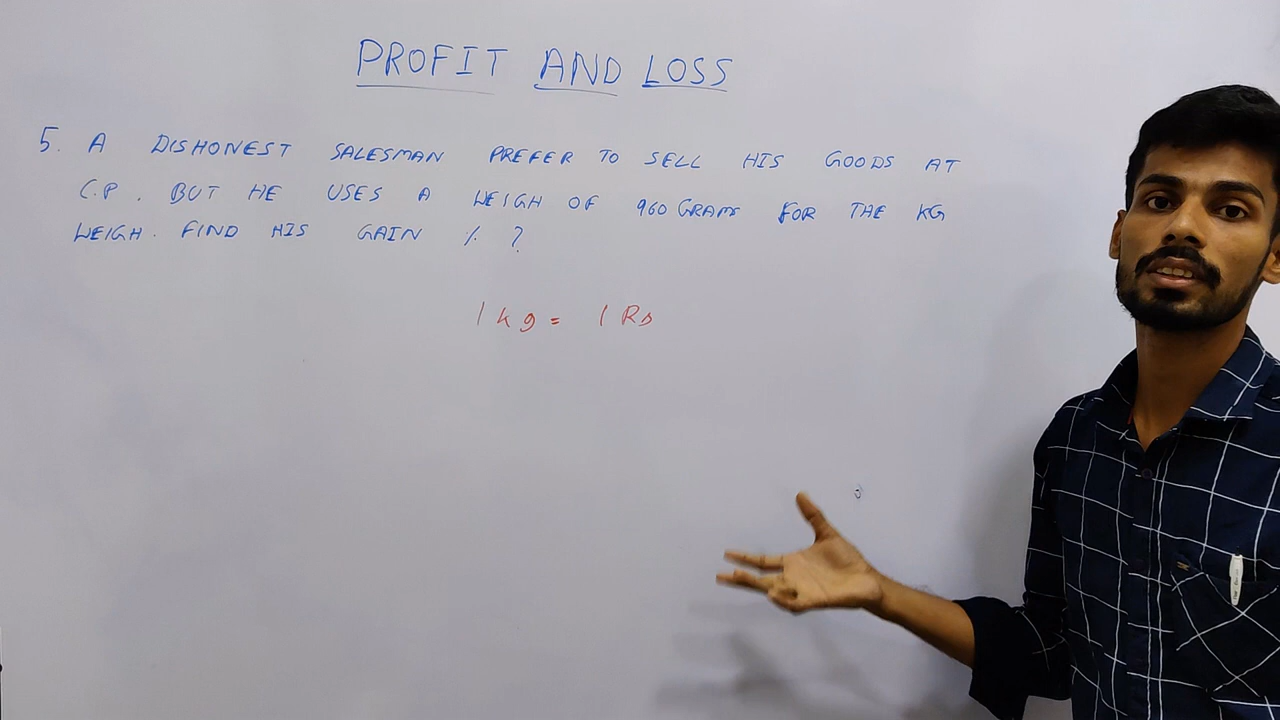 PROFIT AND LOSS
5. A DISHONEST SALESMAN PREFER TO SELL HIS GOODS AT
C.P. BUT HE USES A WEIGH OF 960 GRAMS FOR THE KG
WEIGH. FIND HIS GAIN % ?
1 kg = 1 Rs